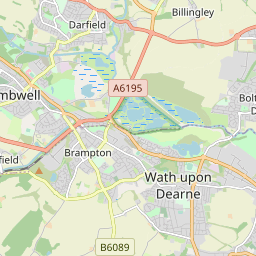 Billingley
Darfield
A6195
mbwell
Bolt
D
Brampton
field
Wath upon
Dearne
B6089